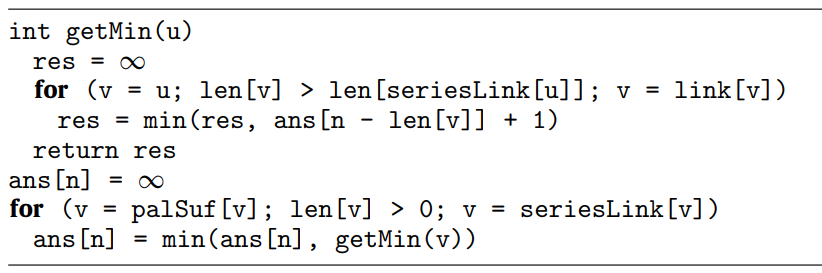 int getMin(u)
res = ∞
for (v = u; len[v] > len[seriesLink[u]]; v = link[v])
res = min(res, ans[n - len[v]] + 1)
return res
ans[n] = ∞
for (v = palSuf[v]; len[v] > 0; v = seriesLink[v])
ans[n] = min(ans[n], getMin(v))